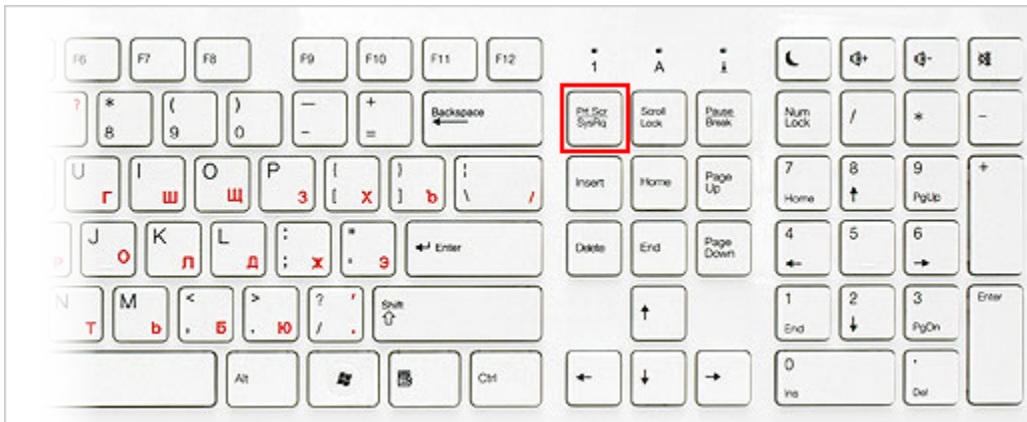 F6 F7 F8 F9 F10 F11 F12 1 A
? * 8 ( 9 ) 0 — - + = Backspace Prt Scr SysRq Scroll Lock Pause Break Num Lock / * -
U Г I Ш O Щ P З { [ Х } ] Ъ ¦ \ / Insert Home Page Up 7 Home 8 9 PgUp +
J О K Л L Д : ; Ж " ' Э Enter Delete End Page Down 4 5 6
N Т M Ь < , Б > . Ю ? / , . Shift 1 End 2 3 PgDn Enter
Alt Ctrl 0 Ins . Del